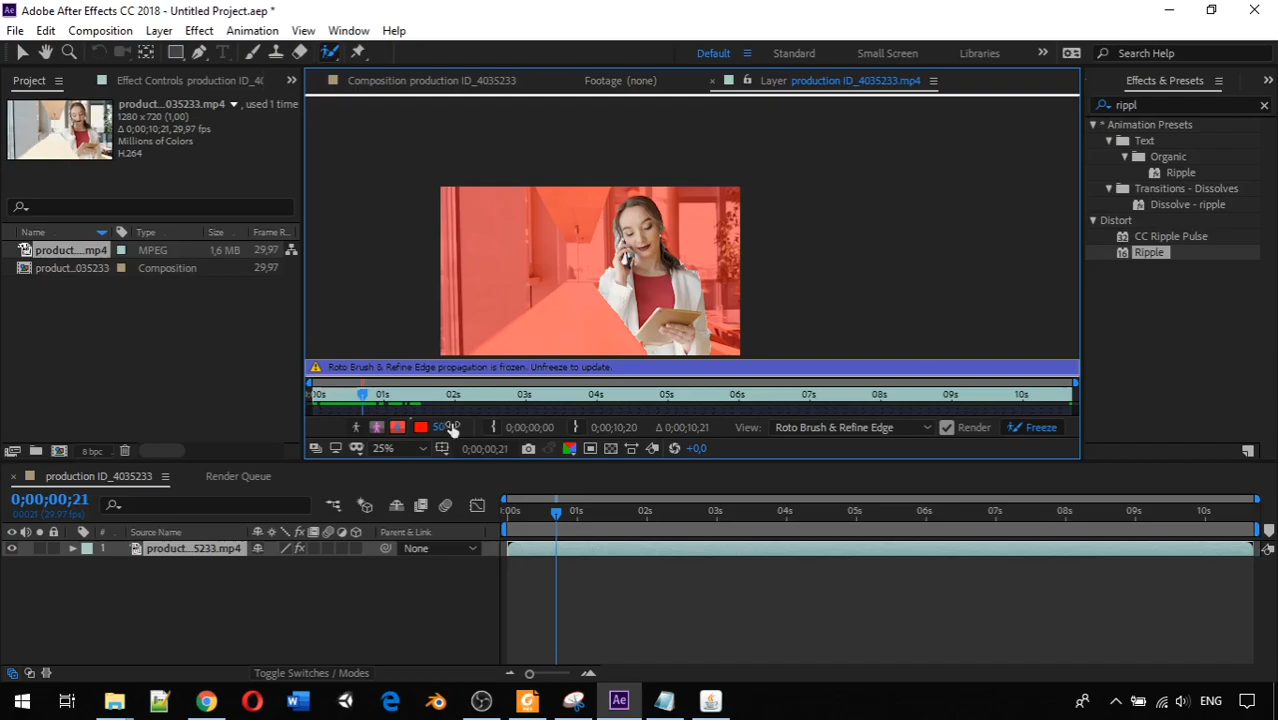 Ae Adobe After Effects CC 2018 - Untitled Project.aep *
File Edit Composition Layer Effect Animation View Window Help
Default Standard Small Screen Libraries Search Help
Project Effect Controls production ID_4( Composition production ID_4035233 Footage (none) Layer production ID_4035233.mp4 Effects & Presets
product...035233.mp4 , used 1 time
1280 x 720 (1,00)
Δ 0;00;10;21, 29,97 fps
Millions of Colors
H.264
rippl
* Animation Presets
Text
Organic
Ripple
Transitions - Dissolves
Dissolve - ripple
Distort
CC Ripple Pulse
Ripple
Name Type Size Frame R...
product....mp4 MPEG 1,6 MB 29,97
product...035233 Composition 29,97
Roto Brush & Refine Edge propagation is frozen. Unfreeze to update.
:00s 01s 02s 03s 04s 05s 06s 07s 08s 09s 10s
0;00;00;00 0;00;10;20 Δ 0;00;10;21 View: Roto Brush & Refine Edge Render Freeze
8 bpc 25% 0;00;00;21 +0,0
production ID_4035233 Render Queue
0;00;00;21
00021 (29.97 fps)
:00s 01s 02s 03s 04s 05s 06s 07s 08s 09s 10s
# Source Name Parent & Link
1 product...5233.mp4 None
Toggle Switches / Modes
Ae ENG